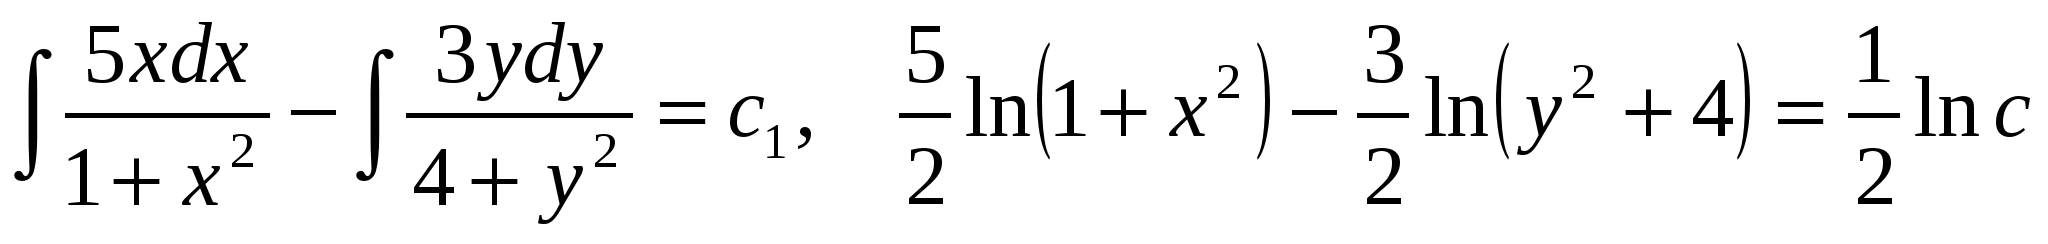 ∫ 5xdx/(1 + x²) − ∫ 3ydy/(4 + y²) = c₁, 5/2 ln(1 + x²) − 3/2 ln(y² + 4) = 1/2 ln c